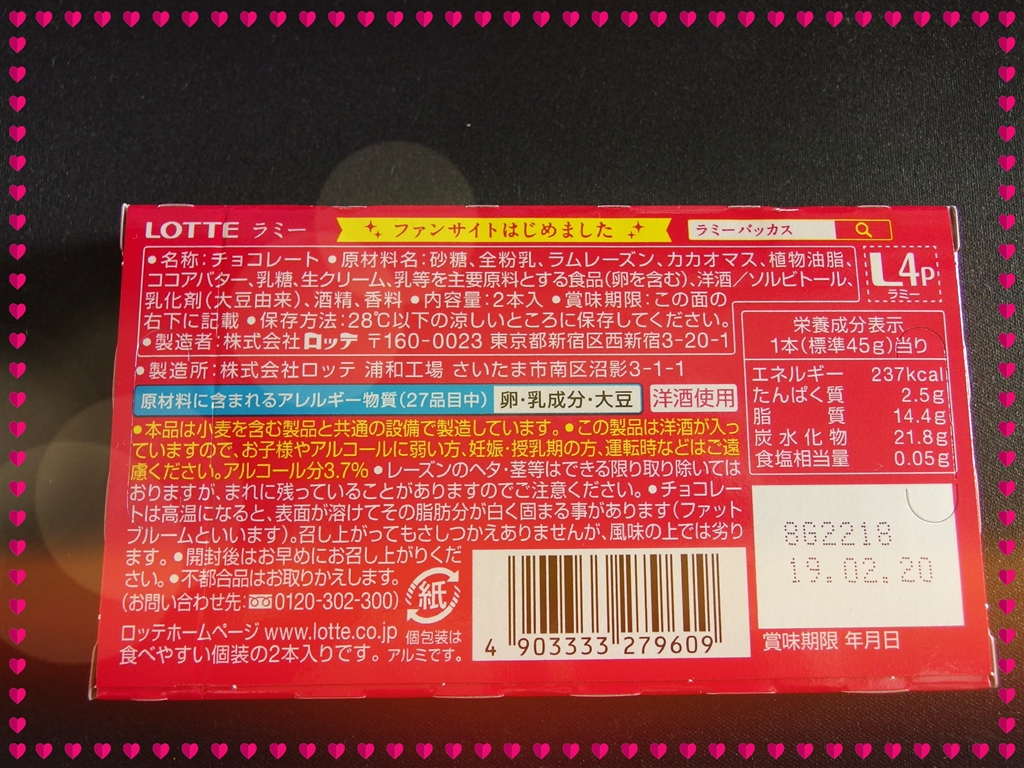 LOTTE ラミー ファンサイトはじめました ラミーバッカス
•名称:チョコレート •原材料名:砂糖、全粉乳、ラムレーズン、カカオマス、植物油脂、
ココアバター、乳糖、生クリーム、乳等を主要原料とする食品(卵を含む)、洋酒/ソルビトール、
乳化剤(大豆由来)、酒精、香料 •内容量:2本入 •賞味期限:この面の
右下に記載 •保存方法:28℃以下の涼しいところに保存してください。
•製造者:株式会社ロッテ 〒160-0023 東京都新宿区西新宿3-20-1
•製造所:株式会社ロッテ 浦和工場 さいたま市南区沼影3-1-1
L4P
ラミー
栄養成分表示
1本(標準45g)当り
エネルギー 237kcal
たんぱく質 2.5g
脂質 14.4g
炭水化物 21.8g
食塩相当量 0.05g
原材料に含まれるアレルギー物質(27品目中) 卵・乳成分・大豆 洋酒使用
•本品は小麦を含む製品と共通の設備で製造しています。•この製品は洋酒が入っ
ていますので、お子様やアルコールに弱い方、妊娠・授乳期の方、運転時などはご遠
慮ください。アルコール分3.7% •レーズンのヘタ・茎等はできる限り取り除いては
おりますが、まれに残っていることがありますのでご注意ください。•チョコレー
トは高温になると、表面が溶けてその脂肪分が白く固まる事があります(ファット
ブルームといいます)。召し上がってもさしつかえありませんが、風味の上では劣り
ます。•開封後はお早めにお召し上がりくだ
さい。•不都合品はお取りかえします。
(お問い合わせ先:0120-302-300)
ロッテホームページ www.lotte.co.jp
食べやすい個装の2本入りです。
紙
個包装は
アルミです。
4 903333 279609
8G2218
19.02.20
賞味期限 年月日